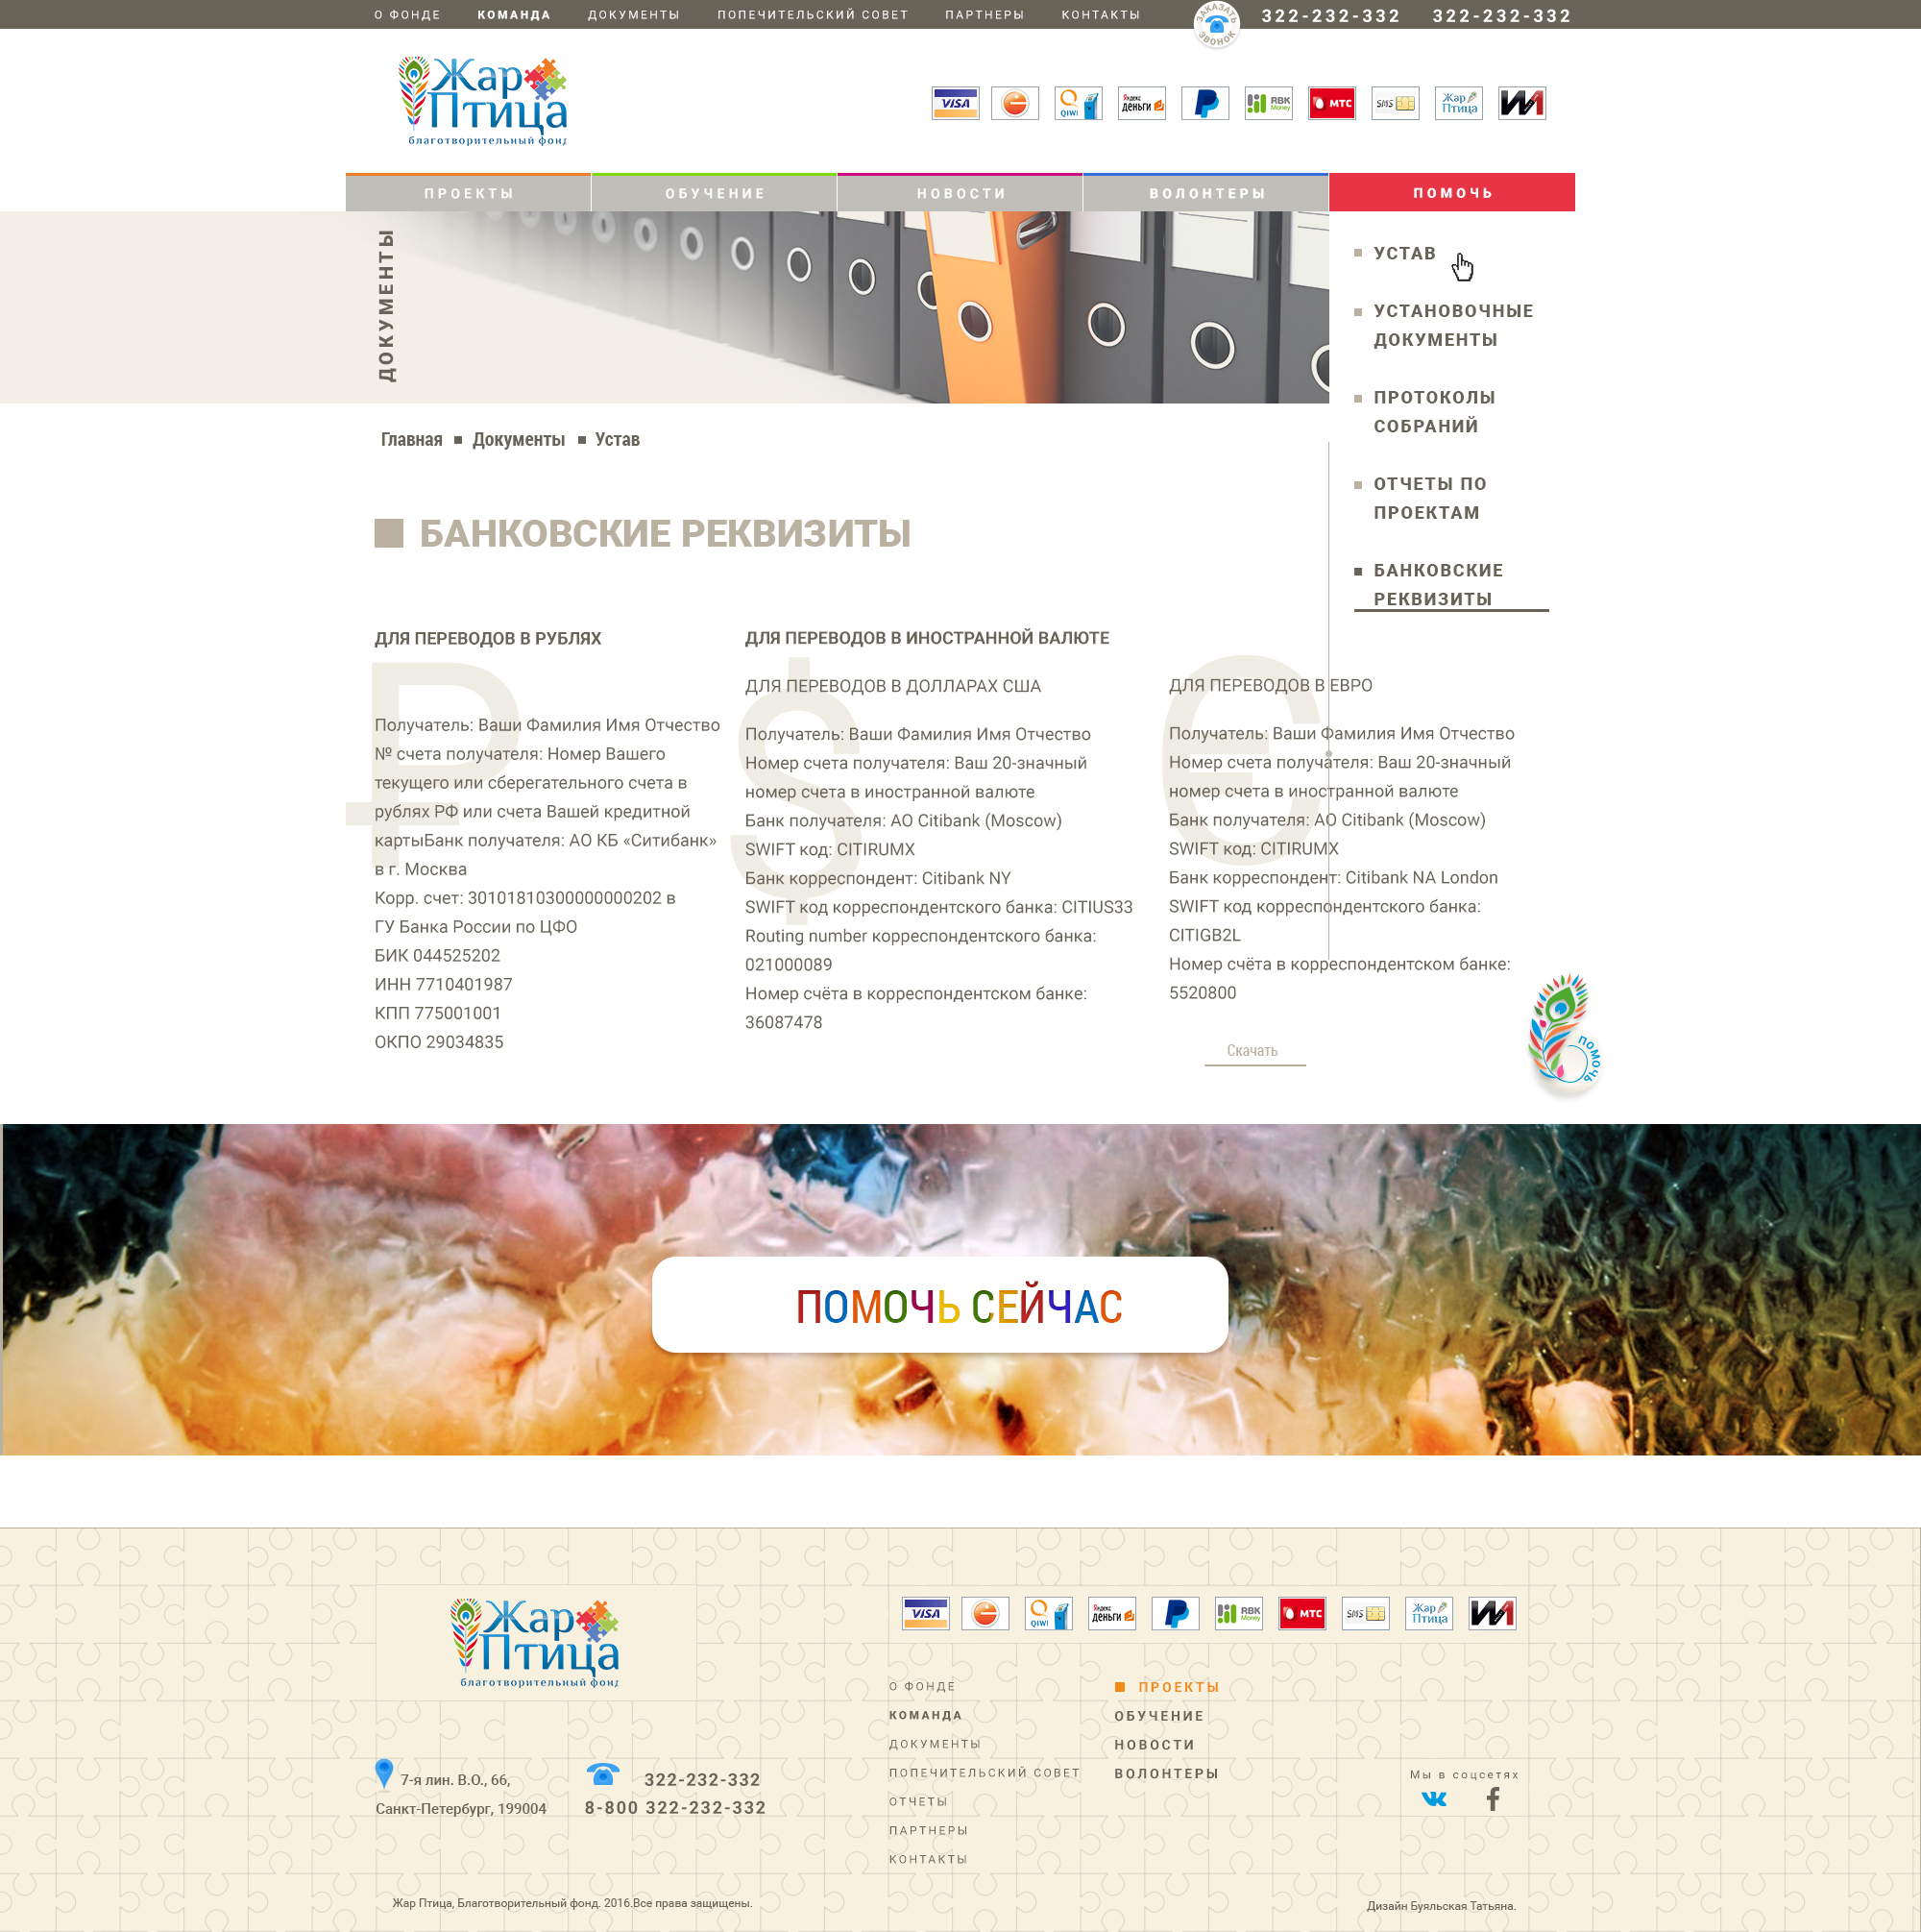 О ФОНДЕ КОМАНДА ДОКУМЕНТЫ ПОПЕЧИТЕЛЬСКИЙ СОВЕТ ПАРТНЕРЫ КОНТАКТЫ
ЗАКАЗАТЬ ЗВОНОК
322-232-332 322-232-332
Жар
Птица
благотворительный фонд
VISA QIWI Яндекс деньги RBK Money МТС SMS Жар Птица
ПРОЕКТЫ ОБУЧЕНИЕ НОВОСТИ ВОЛОНТЕРЫ ПОМОЧЬ
ДОКУМЕНТЫ
УСТАВ
УСТАНОВОЧНЫЕ
ДОКУМЕНТЫ
ПРОТОКОЛЫ
СОБРАНИЙ
ОТЧЕТЫ ПО
ПРОЕКТАМ
БАНКОВСКИЕ
РЕКВИЗИТЫ
Главная Документы Устав
БАНКОВСКИЕ РЕКВИЗИТЫ
ДЛЯ ПЕРЕВОДОВ В РУБЛЯХ
₽
Получатель: Ваши Фамилия Имя Отчество
№ счета получателя: Номер Вашего
текущего или сберегательного счета в
рублях РФ или счета Вашей кредитной
картыБанк получателя: АО КБ «Ситибанк»
в г. Москва
Корр. счет: 30101810300000000202 в
ГУ Банка России по ЦФО
БИК 044525202
ИНН 7710401987
КПП 775001001
ОКПО 29034835
ДЛЯ ПЕРЕВОДОВ В ИНОСТРАННОЙ ВАЛЮТЕ
$
ДЛЯ ПЕРЕВОДОВ В ДОЛЛАРАХ США
Получатель: Ваши Фамилия Имя Отчество
Номер счета получателя: Ваш 20-значный
номер счета в иностранной валюте
Банк получателя: АО Citibank (Moscow)
SWIFT код: CITIRUMX
Банк корреспондент: Citibank NY
SWIFT код корреспондентского банка: CITIUS33
Routing number корреспондентского банка:
021000089
Номер счёта в корреспондентском банке:
36087478
€
ДЛЯ ПЕРЕВОДОВ В ЕВРО
Получатель: Ваши Фамилия Имя Отчество
Номер счета получателя: Ваш 20-значный
номер счета в иностранной валюте
Банк получателя: АО Citibank (Moscow)
SWIFT код: CITIRUMX
Банк корреспондент: Citibank NA London
SWIFT код корреспондентского банка:
CITIGB2L
Номер счёта в корреспондентском банке:
5520800
Скачать
ПОМОЧЬ
ПОМОЧЬ СЕЙЧАС
Жар
Птица
благотворительный фонд
VISA QIWI Яндекс деньги RBK Money МТС SMS Жар Птица
О ФОНДЕ
КОМАНДА
ДОКУМЕНТЫ
ПОПЕЧИТЕЛЬСКИЙ СОВЕТ
ОТЧЕТЫ
ПАРТНЕРЫ
КОНТАКТЫ
ПРОЕКТЫ
ОБУЧЕНИЕ
НОВОСТИ
ВОЛОНТЕРЫ
7-я лин. В.О., 66,
Санкт-Петербург, 199004
322-232-332
8-800 322-232-332
Мы в соцсетях
Жар Птица, Благотворительный фонд. 2016.Все права защищены.
Дизайн Буяльская Татьяна.